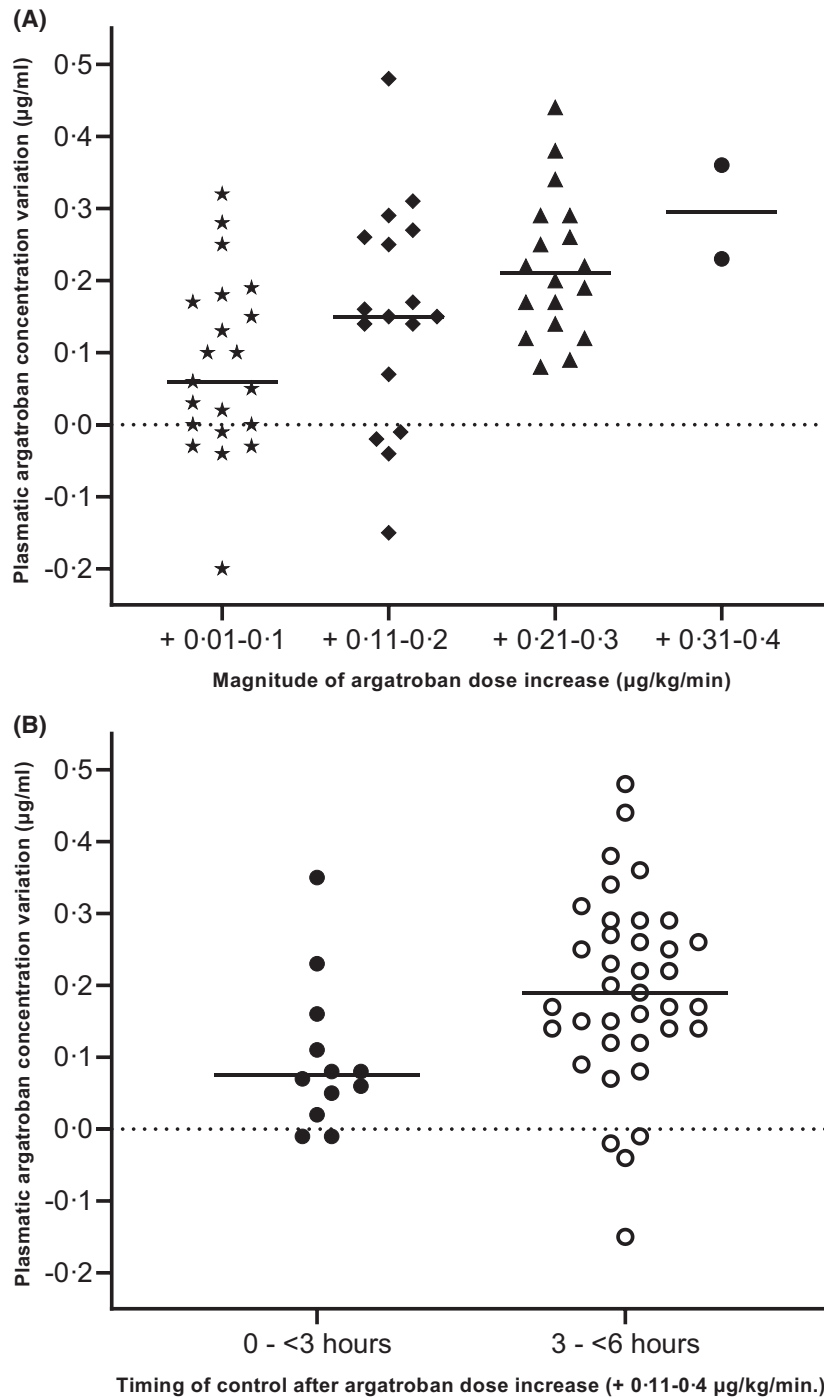 (A)
Plasmatic argatroban concentration variation (µg/ml)
0·5
0·4
0·3
0·2
0·1
0·0
-0·1
-0·2
+ 0·01-0·1 + 0·11-0·2 + 0·21-0·3 + 0·31-0·4
Magnitude of argatroban dose increase (µg/kg/min)
(B)
Plasmatic argatroban concentration variation (µg/ml)
0·5
0·4
0·3
0·2
0·1
0·0
-0·1
-0·2
0 - <3 hours 3 - <6 hours
Timing of control after argatroban dose increase (+ 0·11-0·4 µg/kg/min.)